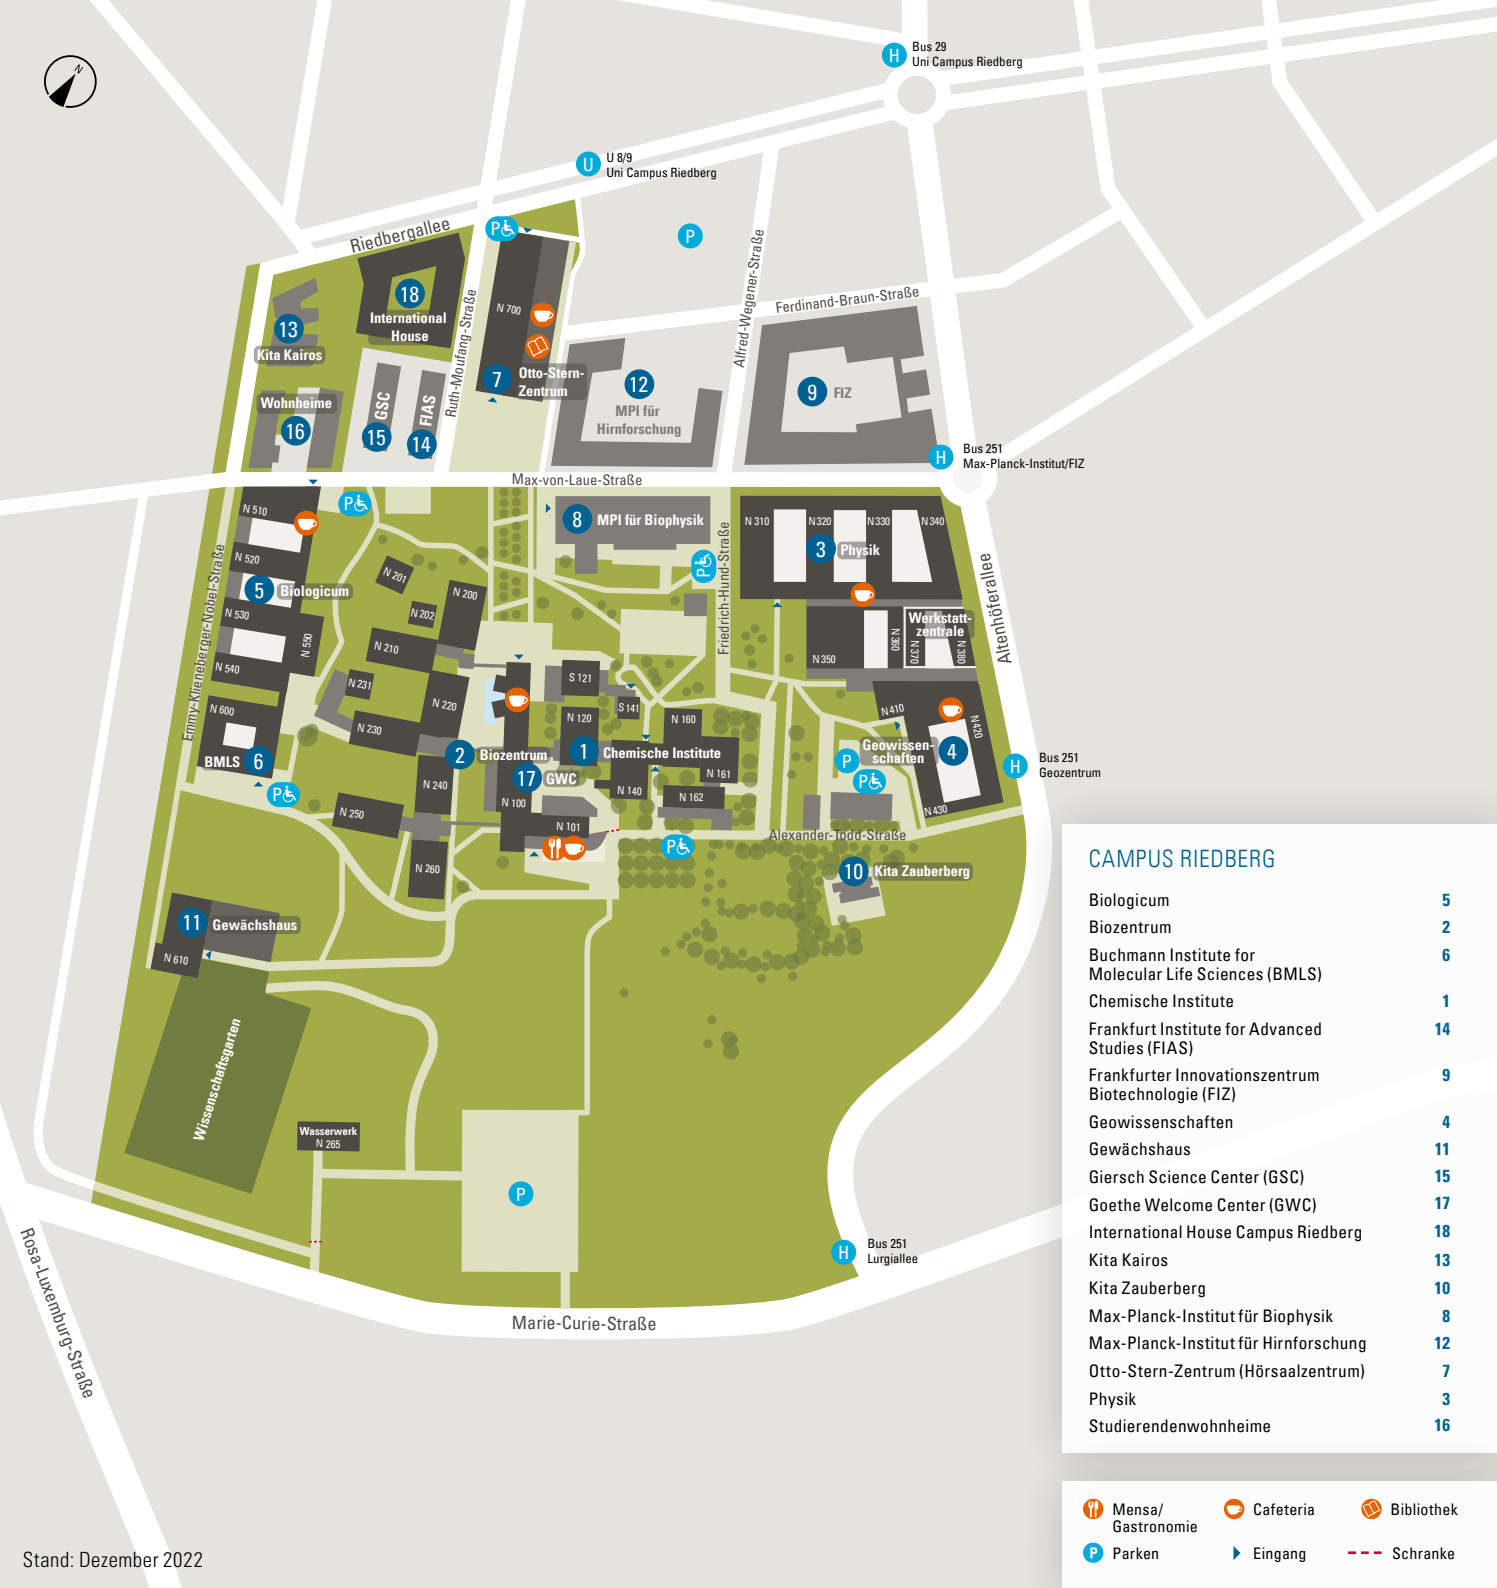 N
H
Bus 29
Uni Campus Riedberg
U
U 8/9
Uni Campus Riedberg
P
P
Riedbergallee
Ruth-Moufang-Straße
Alfred-Wegener-Straße
Ferdinand-Braun-Straße
18
International
House
13
Kita Kairos
N 700
7
Otto-Stern-
Zentrum
12
MPI für
Hirnforschung
9
FIZ
Wohnheime
16
GSC
15
FIAS
14
H
Bus 251
Max-Planck-Institut/FIZ
Max-von-Laue-Straße
Emmy-Klieneberger-Nobel-Straße
Friedrich-Hund-Straße
Altenhöferallee
N 510
P
N 520
5
Biologicum
N 530
N 540
N 550
N 201
N 202
N 200
N 210
8
MPI für Biophysik
P
N 310
N 320
N 330
N 340
3
Physik
Werkstatt-
zentrale
N 350
N 360
N 370
N 380
N 231
N 220
N 230
S 121
S 141
N 120
N 160
N 600
BMLS
6
P
2
Biozentrum
1
Chemische Institute
N 161
17
GWC
N 240
N 100
N 140
N 162
N 250
N 101
N 260
P
N 410
N 420
Geowissen-
schaften
4
P
P
N 430
H
Bus 251
Geozentrum
Alexander-Todd-Straße
10
Kita Zauberberg
11
Gewächshaus
N 610
Wissenschaftsgarten
Wasserwerk
N 265
P
H
Bus 251
Lurgiallee
Marie-Curie-Straße
Rosa-Luxemburg-Straße
CAMPUS RIEDBERG
Biologicum 5
Biozentrum 2
Buchmann Institute for 6
Molecular Life Sciences (BMLS)
Chemische Institute 1
Frankfurt Institute for Advanced 14
Studies (FIAS)
Frankfurter Innovationszentrum 9
Biotechnologie (FIZ)
Geowissenschaften 4
Gewächshaus 11
Giersch Science Center (GSC) 15
Goethe Welcome Center (GWC) 17
International House Campus Riedberg 18
Kita Kairos 13
Kita Zauberberg 10
Max-Planck-Institut für Biophysik 8
Max-Planck-Institut für Hirnforschung 12
Otto-Stern-Zentrum (Hörsaalzentrum) 7
Physik 3
Studierendenwohnheime 16
Mensa/
Gastronomie
Cafeteria
Bibliothek
P Parken
Eingang
Schranke
Stand: Dezember 2022